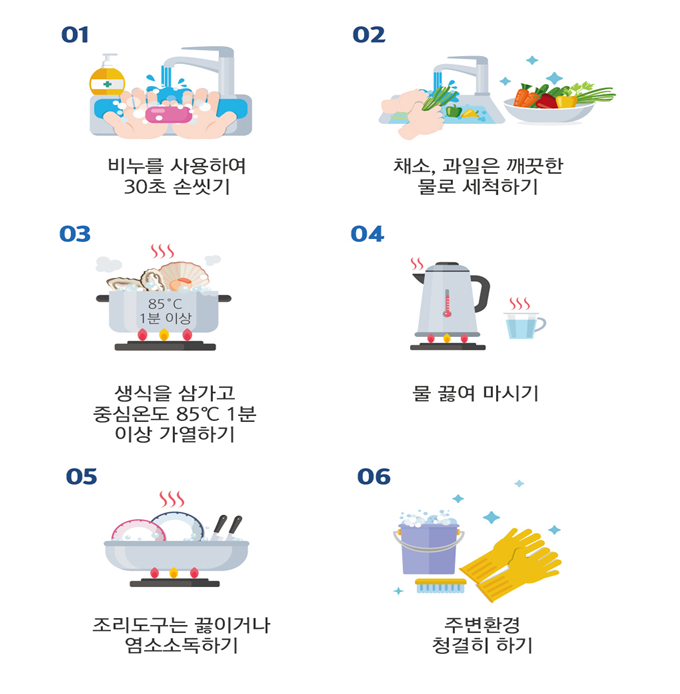 01
비누를 사용하여
30초 손씻기
02
채소, 과일은 깨끗한
물로 세척하기
03
85˚C
1분 이상
생식을 삼가고
중심온도 85℃ 1분
이상 가열하기
04
물 끓여 마시기
05
조리도구는 끓이거나
염소소독하기
06
주변환경
청결히 하기